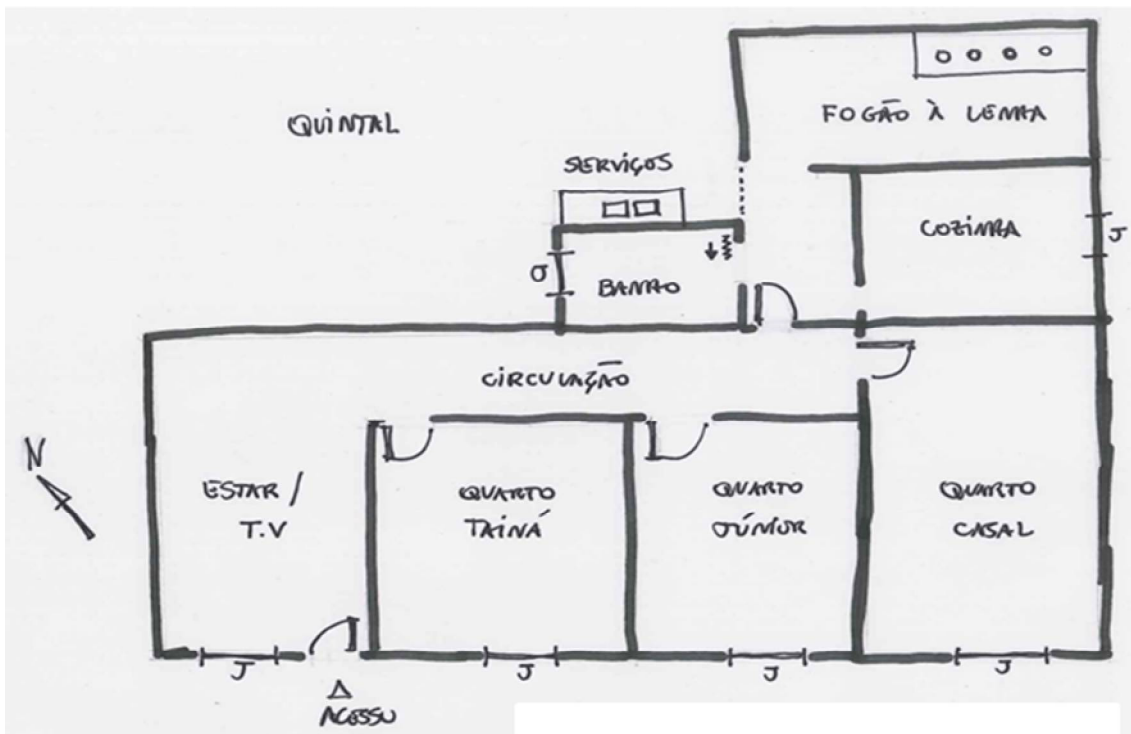 QUINTAL
FOGÃO À LENHA
SERVIÇOS
COZINHA
J
J
BANHO
CIRCULAÇÃO
N
ESTAR /
T.V
QUARTO
TAINÁ
QUARTO
JÚNIOR
QUARTO
CASAL
J
J
J
J
ACESSO